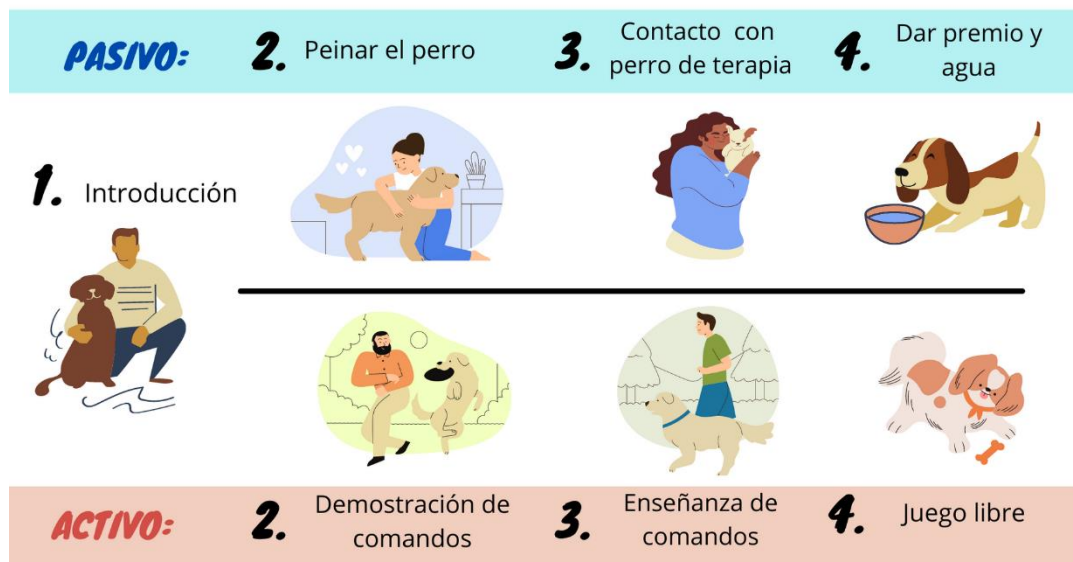 PASIVO:
2. Peinar el perro
3. Contacto con
perro de terapia
4. Dar premio y
agua
1. Introducción
ACTIVO:
2. Demostración de
comandos
3. Enseñanza de
comandos
4. Juego libre